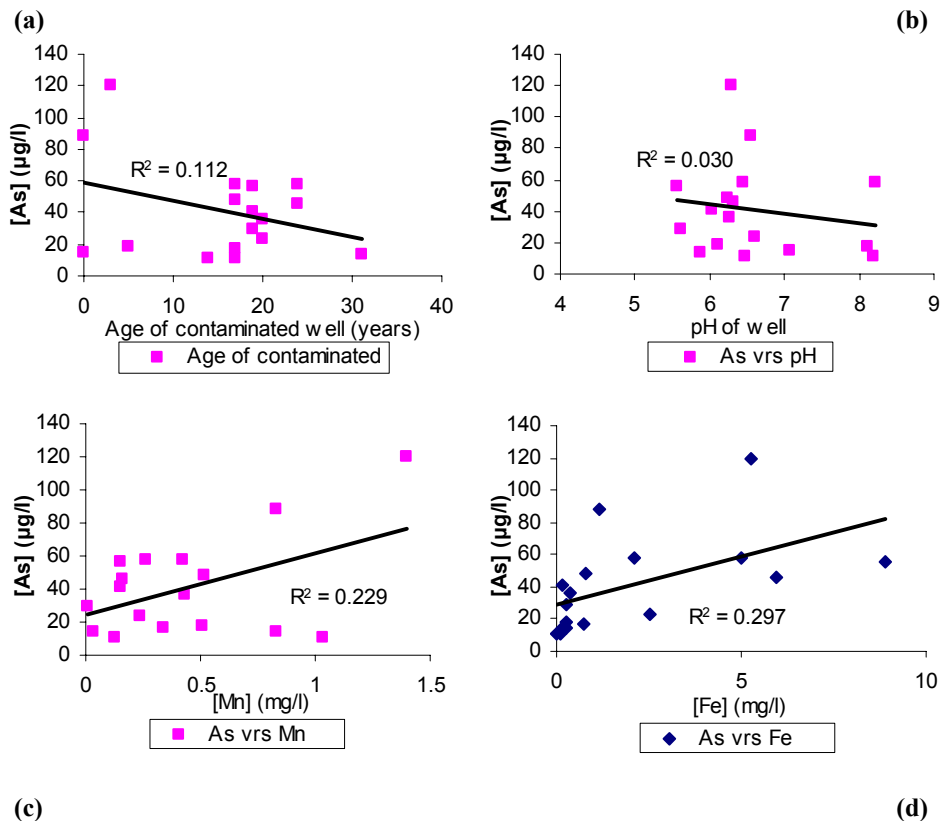 (a)
(b)
140
120
100
80
60
40
20
0
[As] (µg/l)
R² = 0.112
0 10 20 30 40
Age of contaminated well (years)
Age of contaminated
140
120
100
80
60
40
20
0
[As] (µg/l)
R² = 0.030
4 5 6 7 8 9
pH of well
As vrs pH
140
120
100
80
60
40
20
0
[As] (µg/l)
R² = 0.229
0 0.5 1 1.5
[Mn] (mg/l)
As vrs Mn
140
120
100
80
60
40
20
0
[As] (µg/l)
R² = 0.297
0 5 10
[Fe] (mg/l)
As vrs Fe
(c)
(d)